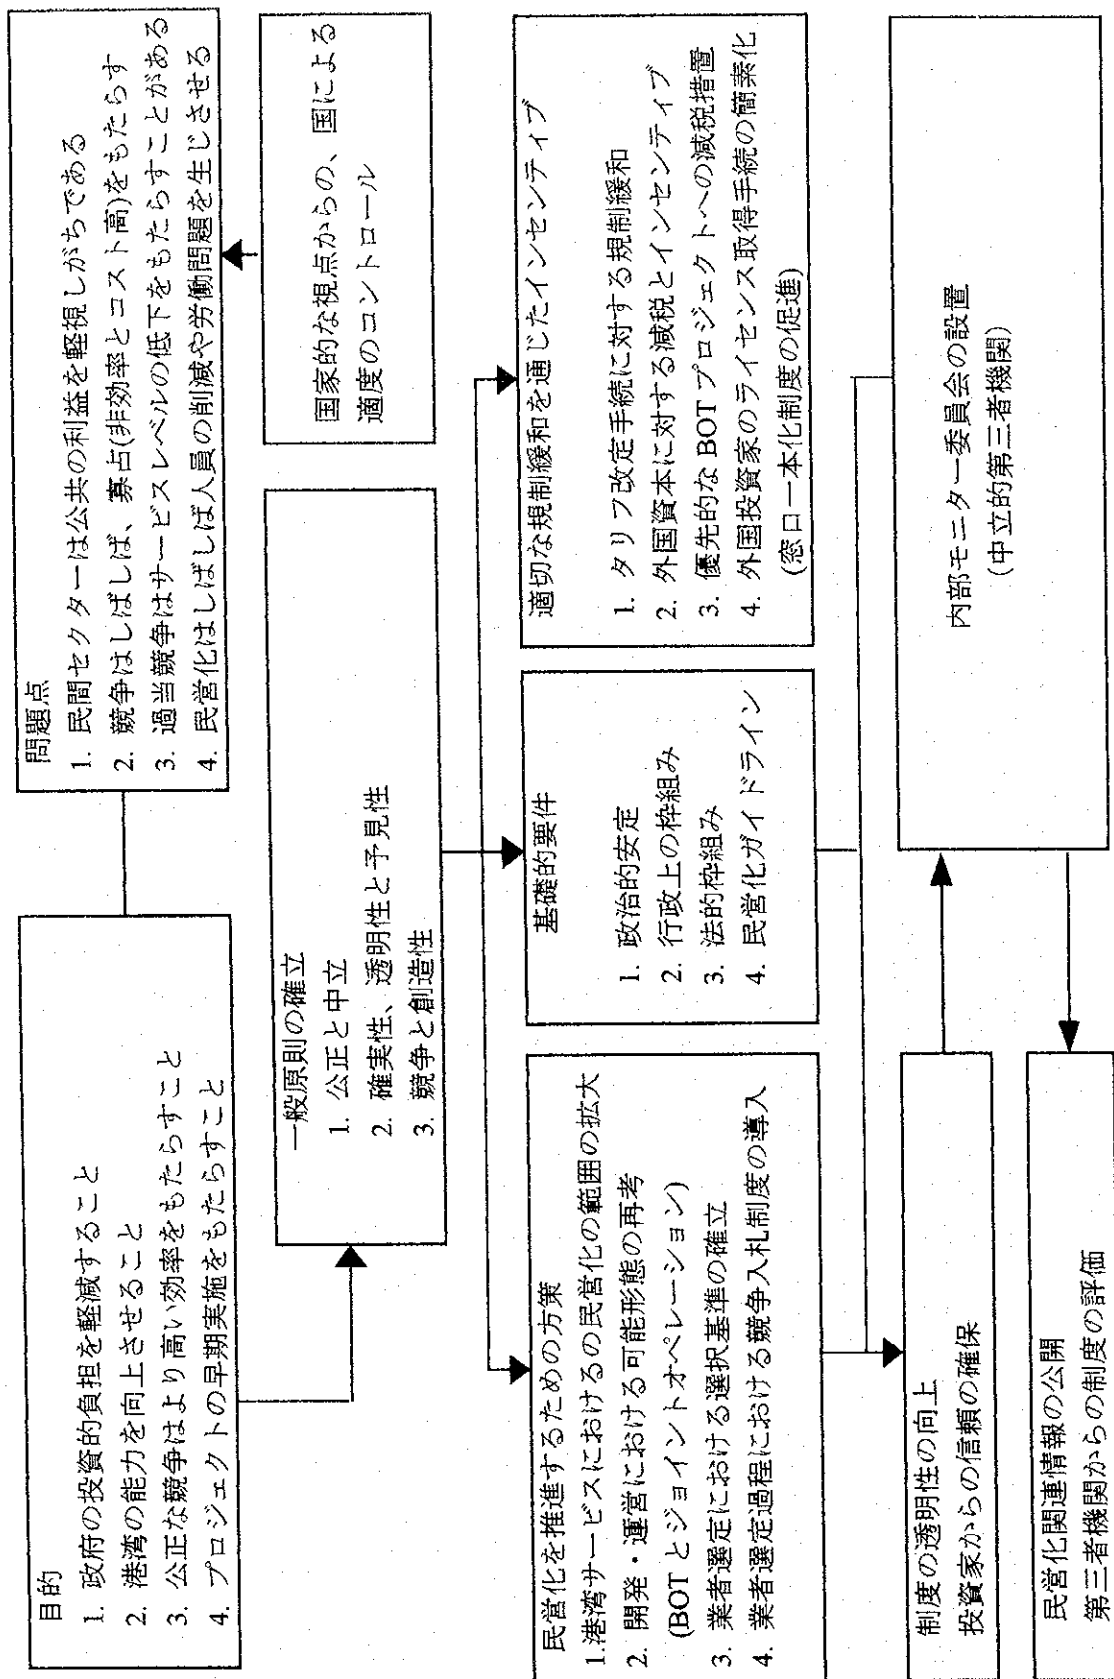 目的
1. 政府の投資的負担を軽減すること
2. 港湾の能力を向上させること
3. 公正な競争はより高い効率をもたらすこと
4. プロジェクトの早期実施をもたらすこと
問題点
1. 民間セクターは公共の利益を軽視しがちである
2. 競争はしばしば、寡占(非効率とコスト高)をもたらす
3. 過当競争はサービスレベルの低下をもたらすことがある
4. 民営化はしばしば人員の削減や労働問題を生じさせる
一般原則の確立
1. 公正と中立
2. 確実性、透明性と予見性
3. 競争と創造性
国家的な視点からの、国による
適度のコントロール
民営化を推進するための方策
1.港湾サービスにおけるの民営化の範囲の拡大
2. 開発・運営における可能形態の再考
(BOTとジョイントオペレーション)
3. 業者選定における選択基準の確立
4. 業者選定過程における競争入札制度の導入
基礎的要件
1. 政治的安定
2. 行政上の枠組み
3. 法的枠組み
4. 民営化ガイドライン
適切な規制緩和を通じたインセンティブ
1. タリフ改定手続に対する規制緩和
2. 外国資本に対する減税とインセンティブ
3. 優先的なBOTプロジェクトへの減税措置
4. 外国投資家のライセンス取得手続の簡素化
(窓口一本化制度の促進)
制度の透明性の向上
投資家からの信頼の確保
内部モニター委員会の設置
(中立的第三者機関)
民営化関連情報の公開
第三者機関からの制度の評価